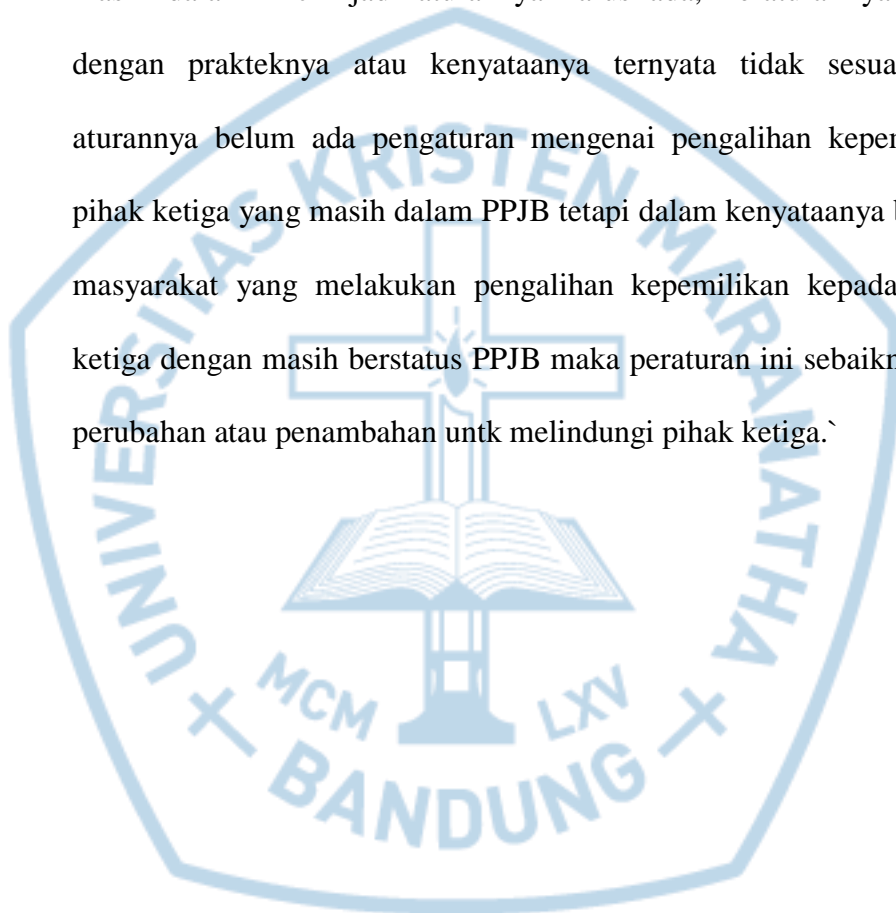 dengan prakteknya atau kenyataanya ternyata tidak
aturannya belum ada pengaturan mengenai pengalihan
pihak ketiga yang masih dalam PPJB tetapi dalam kenyataanya
masyarakat yang melakukan pengalihan kepemilikan kepada
ketiga dengan masih berstatus PPJB maka peraturan ini
perubahan atau penambahan untk melindungi pihak ketiga.`
UNIVERSITAS KRISTEN MARANATHA
MCM LXV
BANDUNG